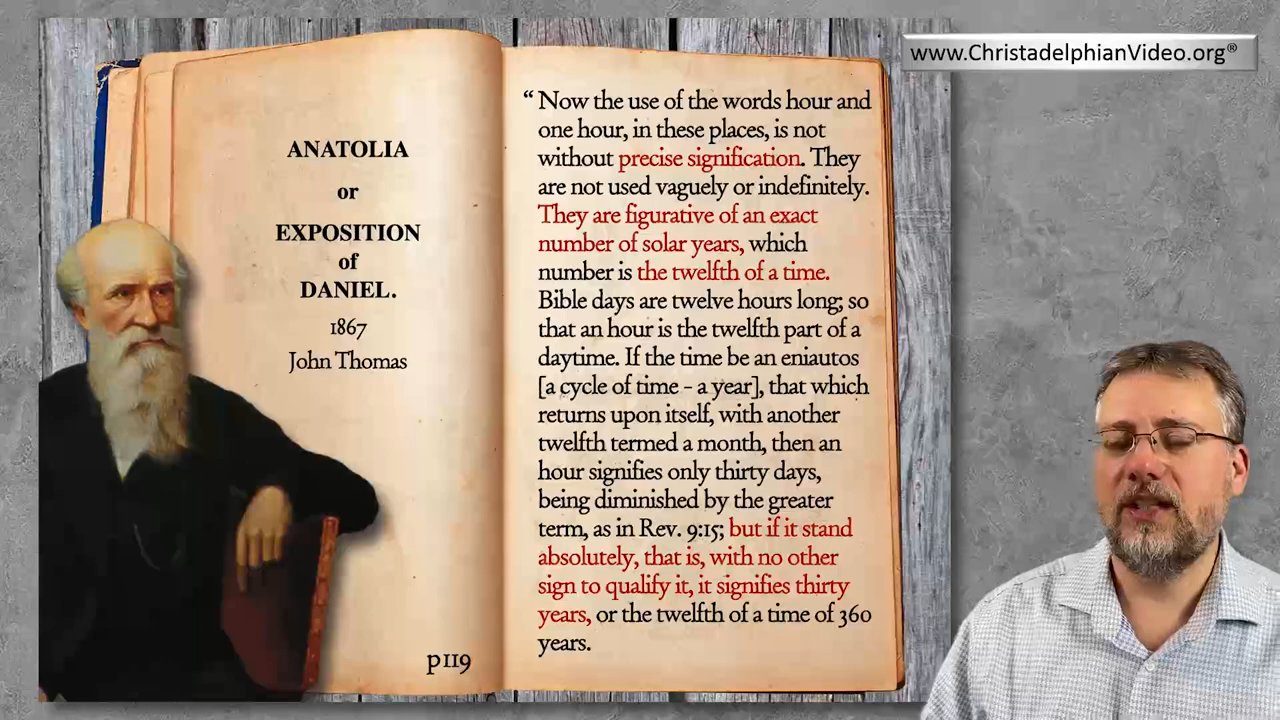 www.ChristadelphianVideo.org®
ANATOLIA
or
EXPOSITION
of
DANIEL.
1867
John Thomas
p119
“ Now the use of the words hour and
one hour, in these places, is not
without precise signification. They
are not used vaguely or indefinitely.
They are figurative of an exact
number of solar years, which
number is the twelfth of a time.
Bible days are twelve hours long; so
that an hour is the twelfth part of a
daytime. If the time be an eniautos
[a cycle of time - a year], that which
returns upon itself, with another
twelfth termed a month, then an
hour signifies only thirty days,
being diminished by the greater
term, as in Rev. 9:15; but if it stand
absolutely, that is, with no other
sign to qualify it, it signifies thirty
years, or the twelfth of a time of 360
years.